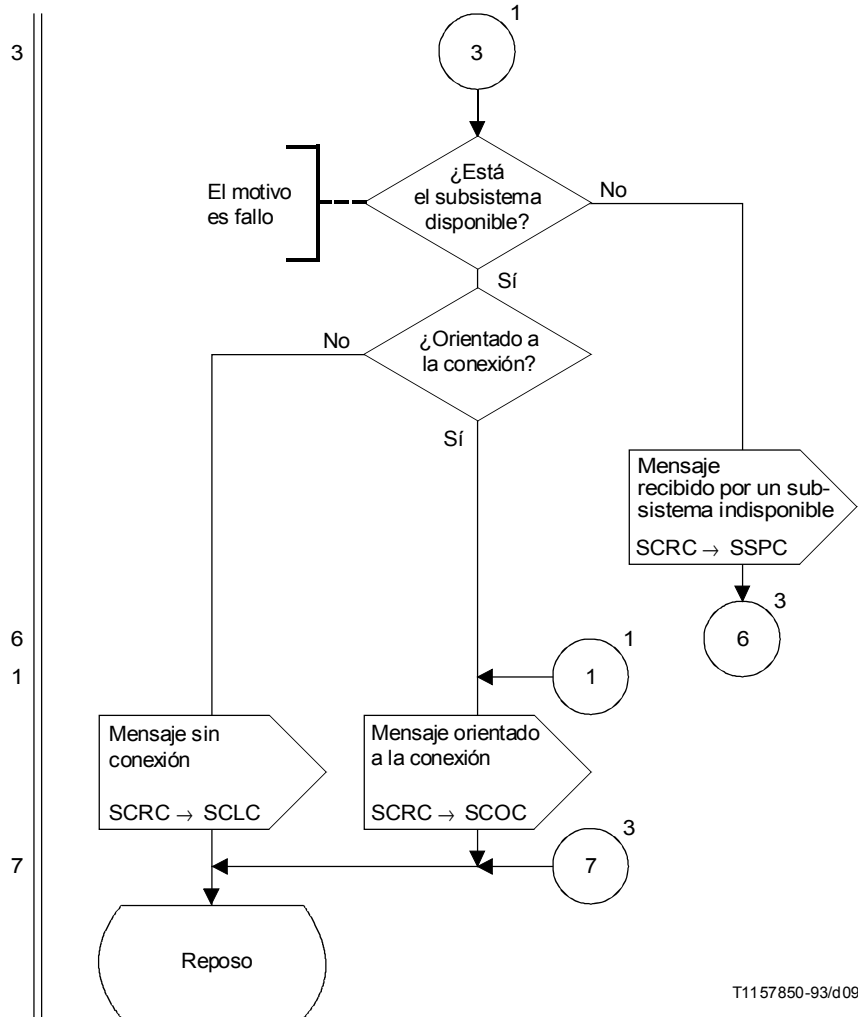 1
3
3
¿Está
el subsistema
disponible?
No
El motivo
es fallo
Sí
No
¿Orientado a
la conexión?
Sí
Mensaje
recibido por un sub-
sistema indisponible
SCRC → SSPC
3
6
6
1
1
1
Mensaje sin
conexión
SCRC → SCLC
Mensaje orientado
a la conexión
SCRC → SCOC
3
7
7
Reposo
T1157850-93/d09